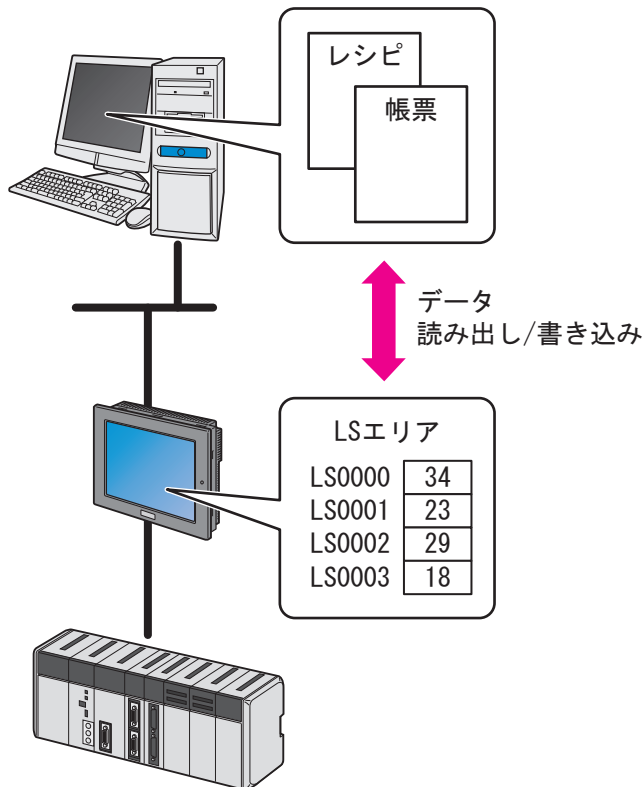 レシピ
帳票
データ
読み出し/書き込み
LSエリア
LS0000 34
LS0001 23
LS0002 29
LS0003 18